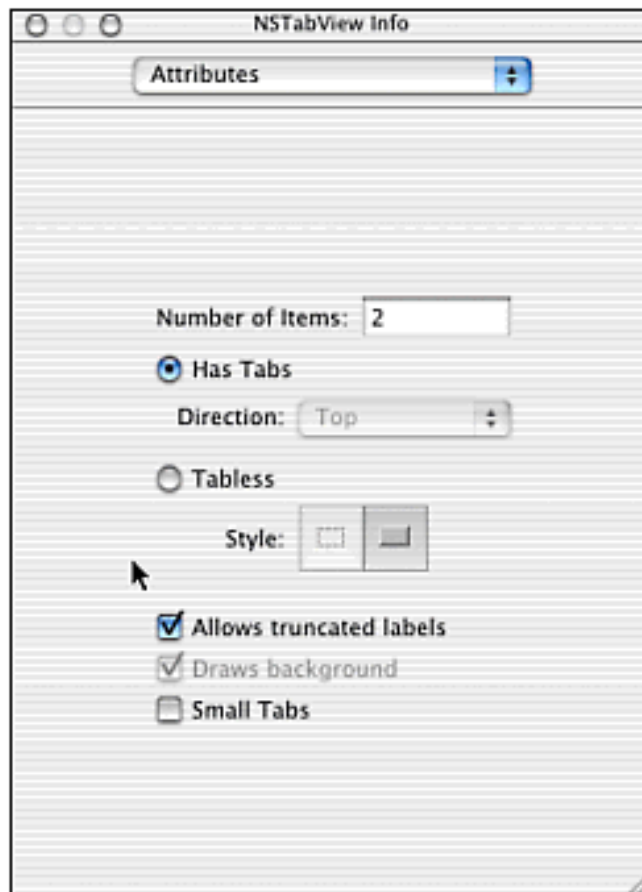 NSTabView Info
Attributes
Number of Items: 2
Has Tabs
Direction: Top
Tabless
Style:
Allows truncated labels
Draws background
Small Tabs